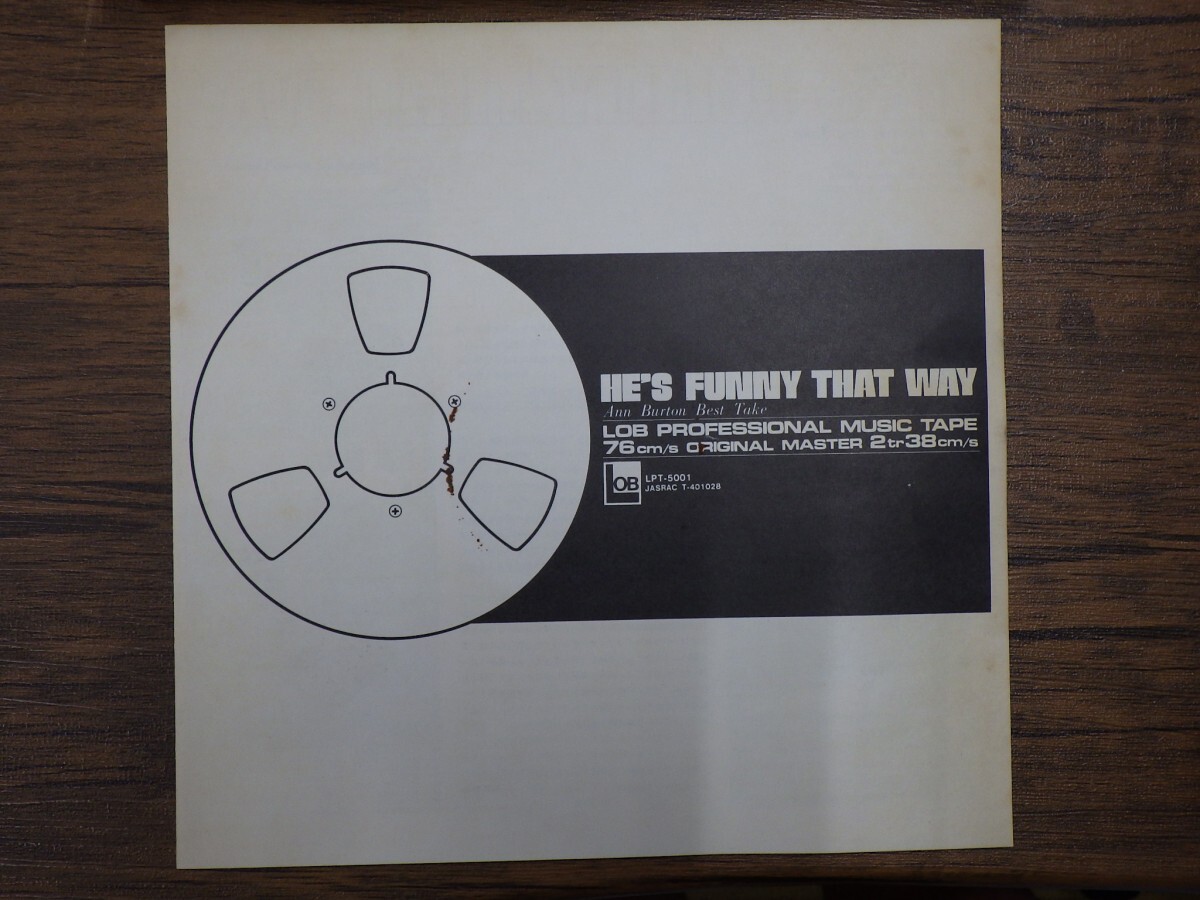 HE'S FUNNY THAT WAY
Ann Burton Best Take
LOB PROFESSIONAL MUSIC TAPE
76cm/s ORIGINAL MASTER 2tr38cm/s
LOB
LPT-5001
JASRAC T-401028